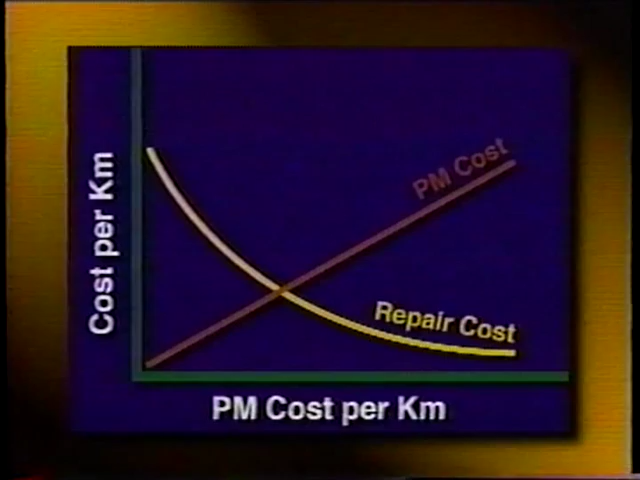 Cost per Km
PM Cost
Repair Cost
PM Cost per Km